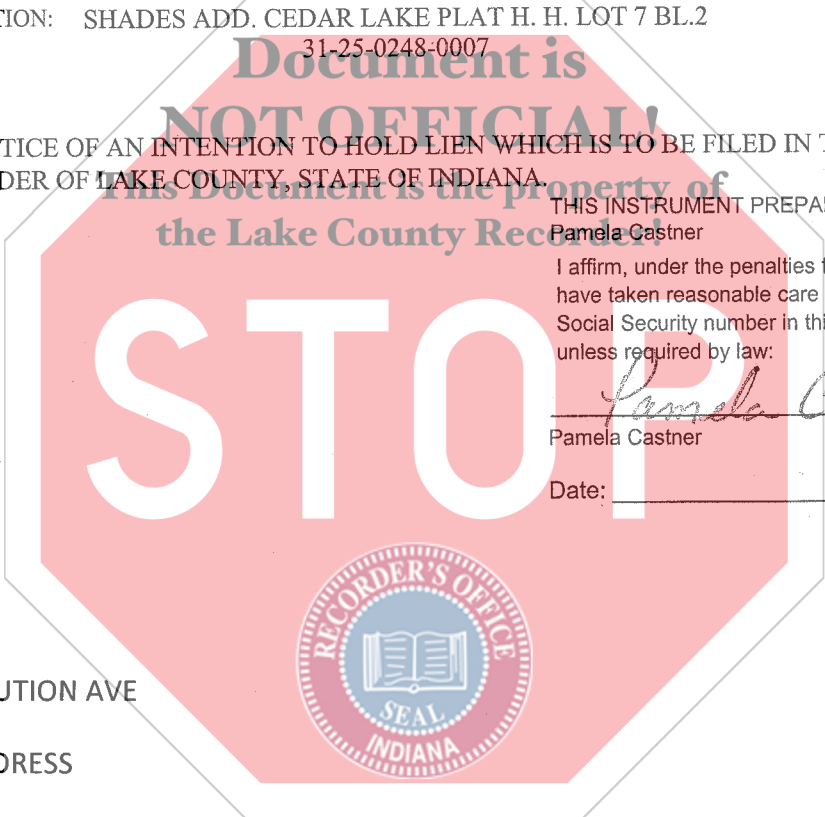 TION: SHADES ADD. CEDAR LAKE PLAT H. H. LOT 7 BL.2
31-25-0248-0007
Document is
NOT OFFICIAL!
TICE OF AN INTENTION TO HOLD LIEN WHICH IS TO BE FILED IN T
DER OF LAKE COUNTY, STATE OF INDIANA.
This Document is the property of
the Lake County Recorder!
THIS INSTRUMENT PREPA
Pamela Castner
I affirm, under the penalties
have taken reasonable care
Social Security number in thi
unless required by law:
Pamela C
Pamela Castner
Date:
STOP
RECORDER'S OFFICE
SEAL
INDIANA
UTION AVE
DRESS